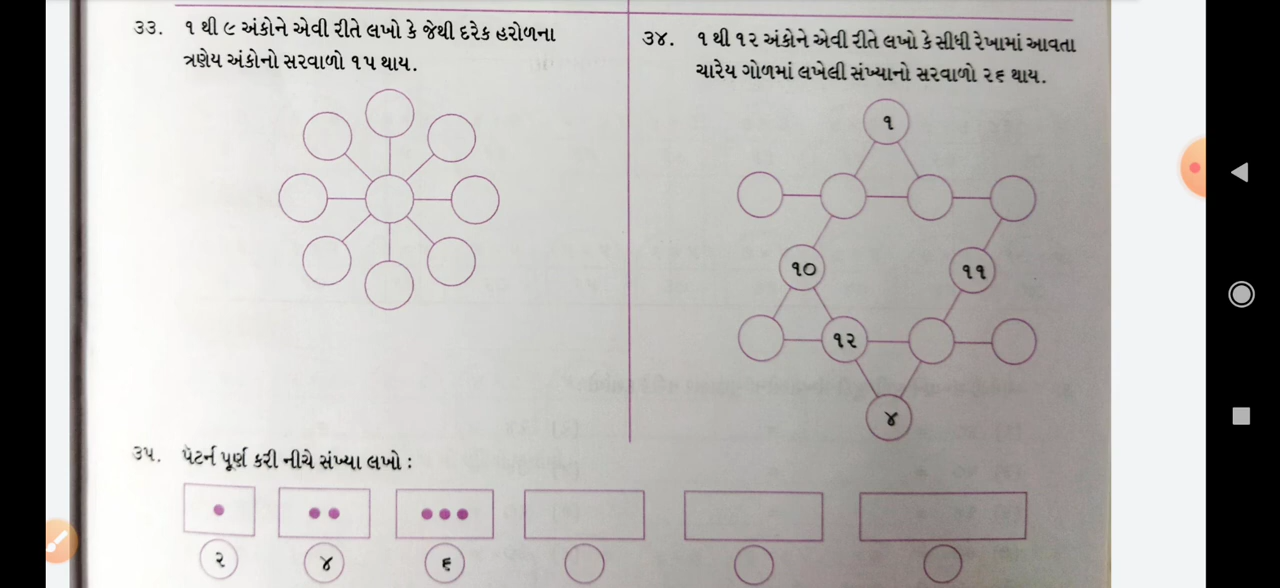 ૩૩. ૧ થી ૯ અંકોને એવી રીતે લખો કે જેથી દરેક હરોળના
ત્રણેય અંકોનો સરવાળો ૧૫ થાય.
૩૪. ૧ થી ૧૨ અંકોને એવી રીતે લખો કે સીધી રેખામાં આવતા
ચારેય ગોળમાં લખેલી સંખ્યાનો સરવાળો ૨૬ થાય.
૧
૧૦ ૧૧
૧૨
૪
૩૫. પૅટર્ન પૂર્ણ કરી નીચે સંખ્યા લખો :
૨ ૪ ૬